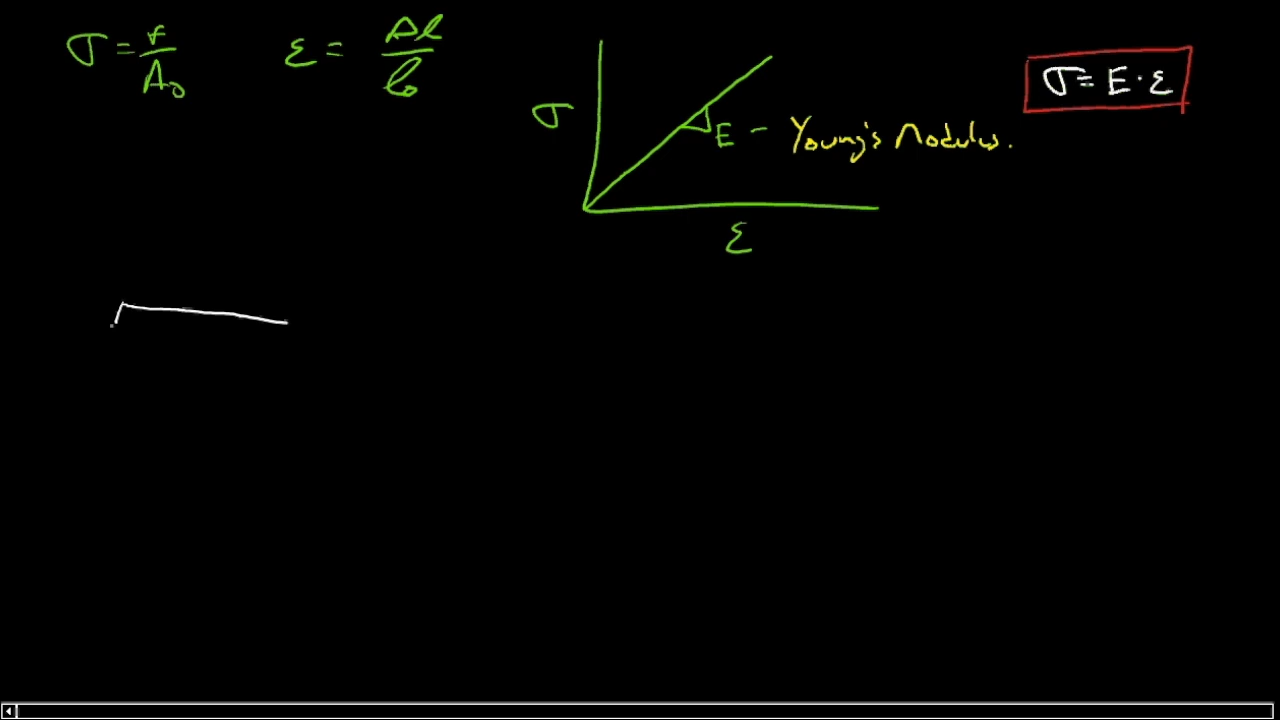 σ = F/A₀
ε = Δl/l₀
σ
E - Young's Modulus.
ε
σ = E · ε